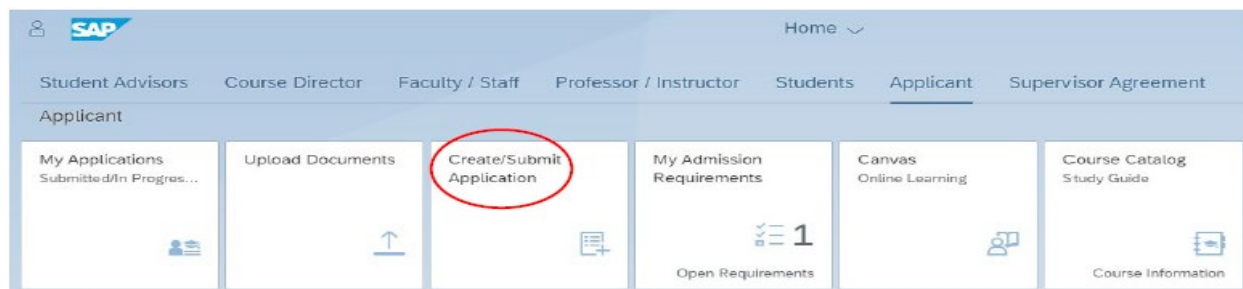 SAP
Home
Student Advisors Course Director Faculty / Staff Professor / Instructor Students Applicant Supervisor Agreement
Applicant
My Applications
Submitted/In Progres...
Upload Documents
Create/Submit
Application
My Admission
Requirements
1
Open Requirements
Canvas
Online Learning
Course Catalog
Study Guide
Course Information